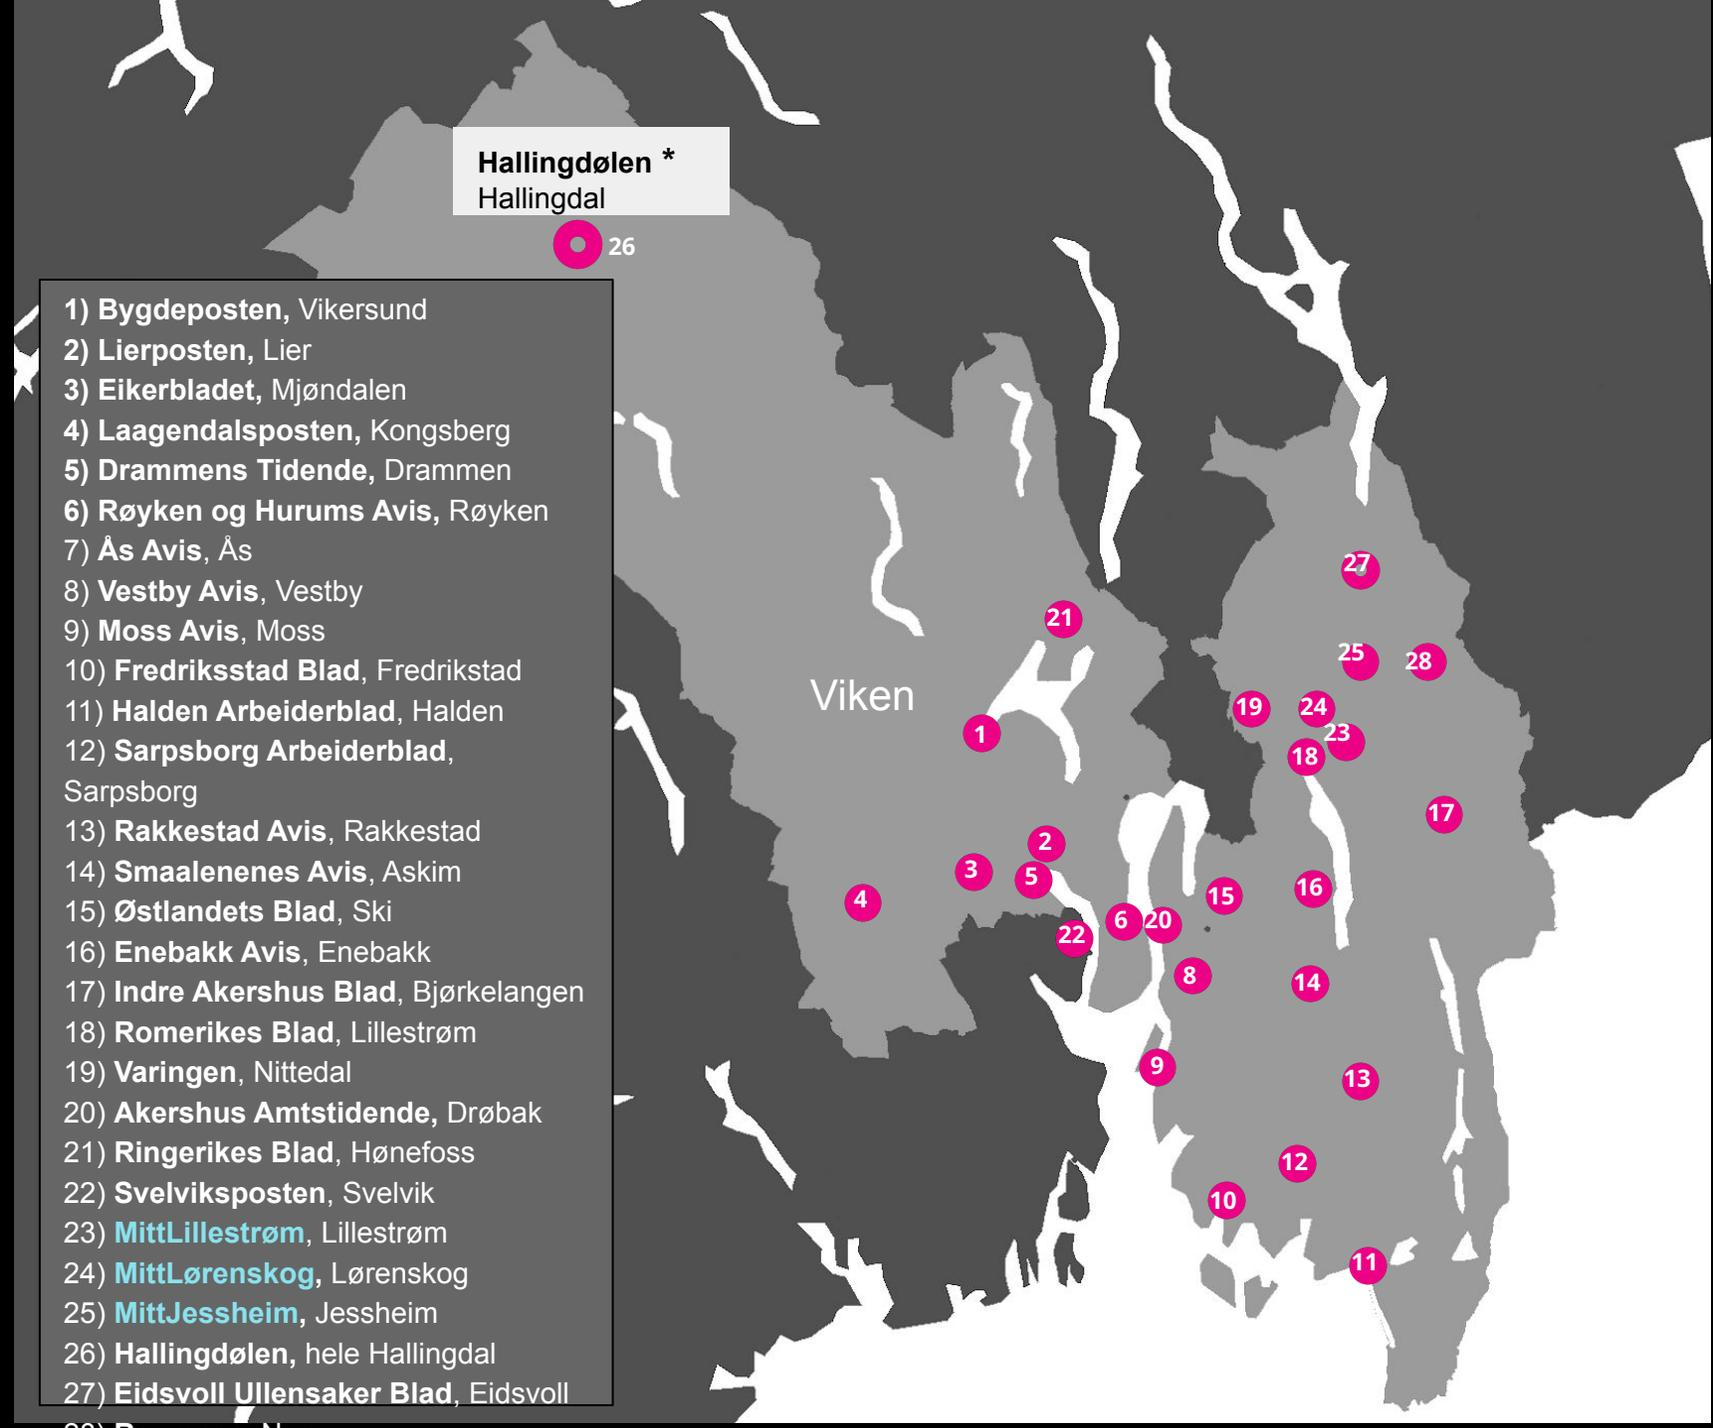 Hallingdølen *
Hallingdal
26
1) Bygdeposten, Vikersund
2) Lierposten, Lier
3) Eikerbladet, Mjøndalen
4) Laagendalsposten, Kongsberg
5) Drammens Tidende, Drammen
6) Røyken og Hurums Avis, Røyken
7) Ås Avis, Ås
8) Vestby Avis, Vestby
9) Moss Avis, Moss
10) Fredriksstad Blad, Fredrikstad
11) Halden Arbeiderblad, Halden
12) Sarpsborg Arbeiderblad,
Sarpsborg
13) Rakkestad Avis, Rakkestad
14) Smaalenenes Avis, Askim
15) Østlandets Blad, Ski
16) Enebakk Avis, Enebakk
17) Indre Akershus Blad, Bjørkelangen
18) Romerikes Blad, Lillestrøm
19) Varingen, Nittedal
20) Akershus Amtstidende, Drøbak
21) Ringerikes Blad, Hønefoss
22) Svelviksposten, Svelvik
23) MittLillestrøm, Lillestrøm
24) MittLørenskog, Lørenskog
25) MittJessheim, Jessheim
26) Hallingdølen, hele Hallingdal
27) Eidsvoll Ullensaker Blad, Eidsvoll
27
21
25
28
Viken
19
24
1
23
18
17
2
3
5
4
16
15
6
20
22
8
14
9
13
12
10
11